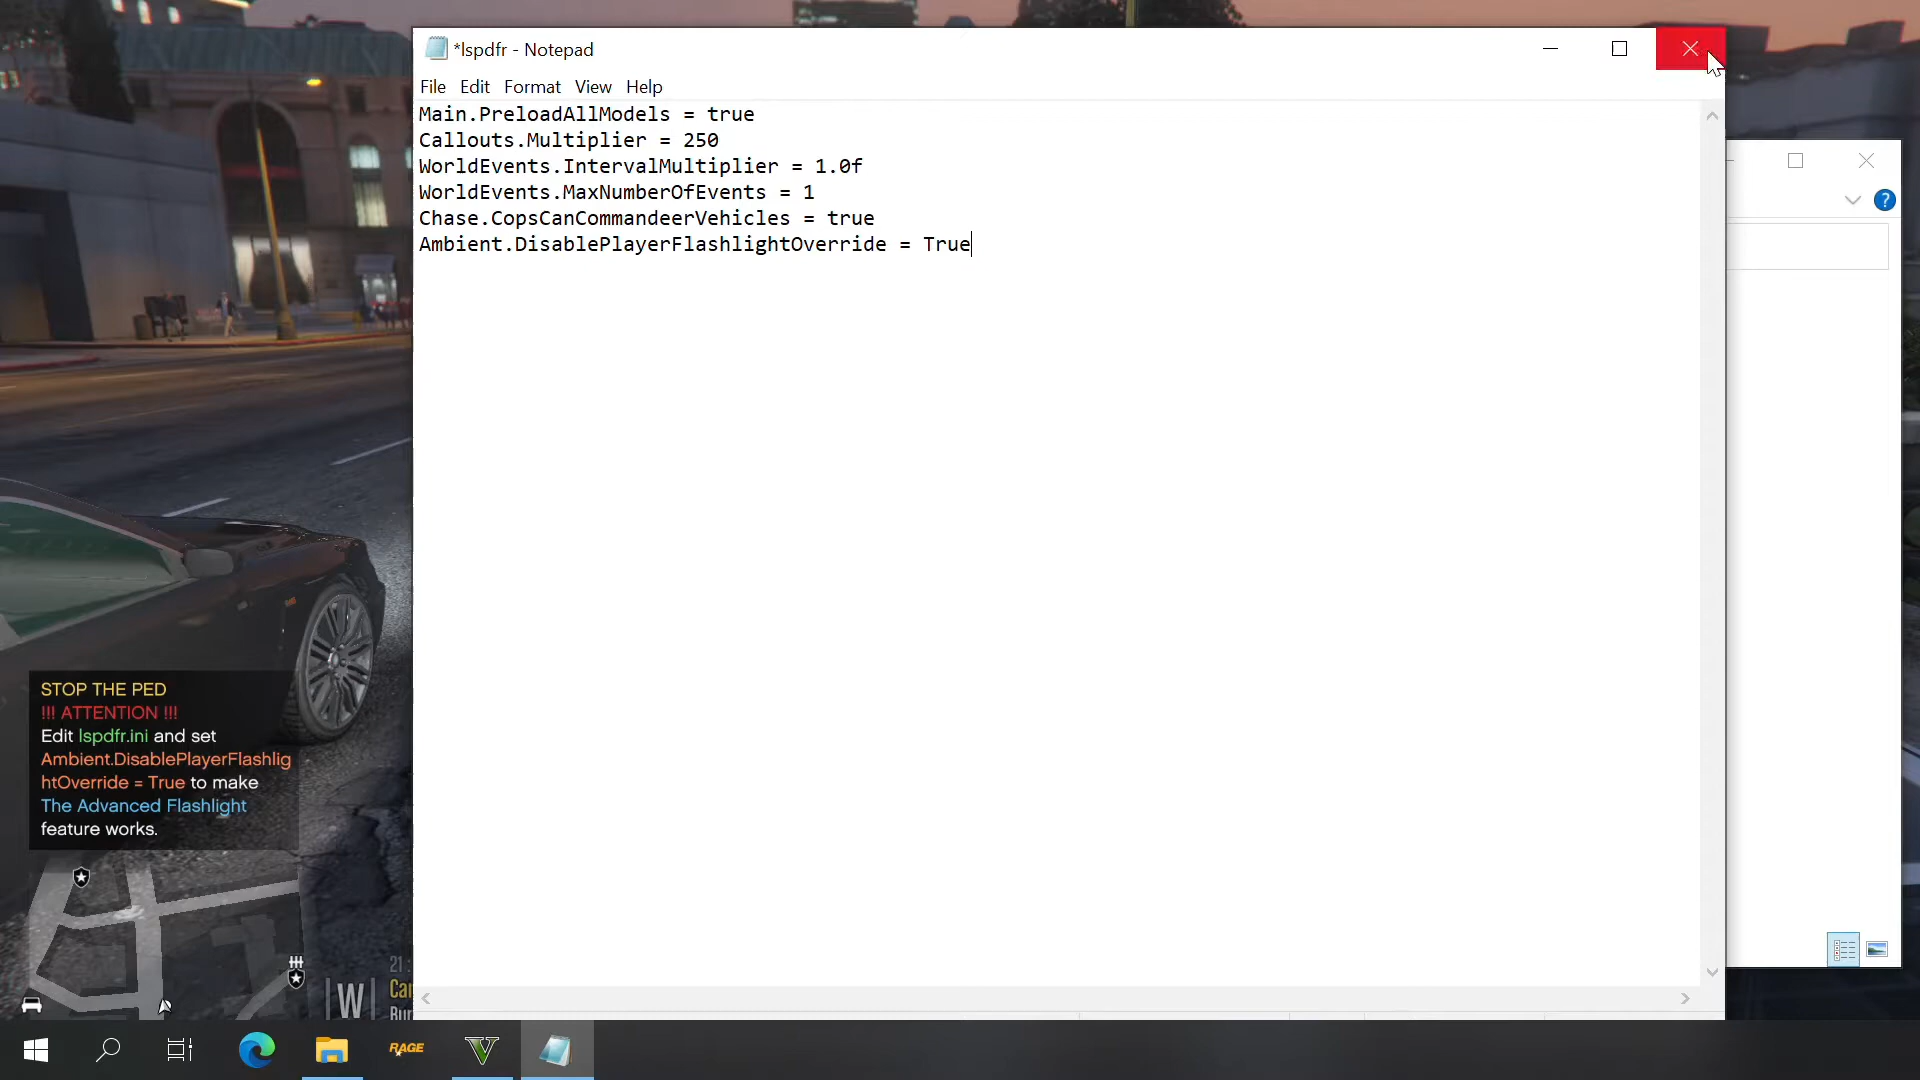 *lspdfr - Notepad
File Edit Format View Help
Main.PreloadAllModels = true
Callouts.Multiplier = 250
WorldEvents.IntervalMultiplier = 1.0f
WorldEvents.MaxNumberOfEvents = 1
Chase.CopsCanCommandeerVehicles = true
Ambient.DisablePlayerFlashlightOverride = True
?
STOP THE PED
!!! ATTENTION !!!
Edit lspdfr.ini and set
Ambient.DisablePlayerFlashlig
htOverride = True to make
The Advanced Flashlight
feature works.
W
21:
Car
RAGE
V